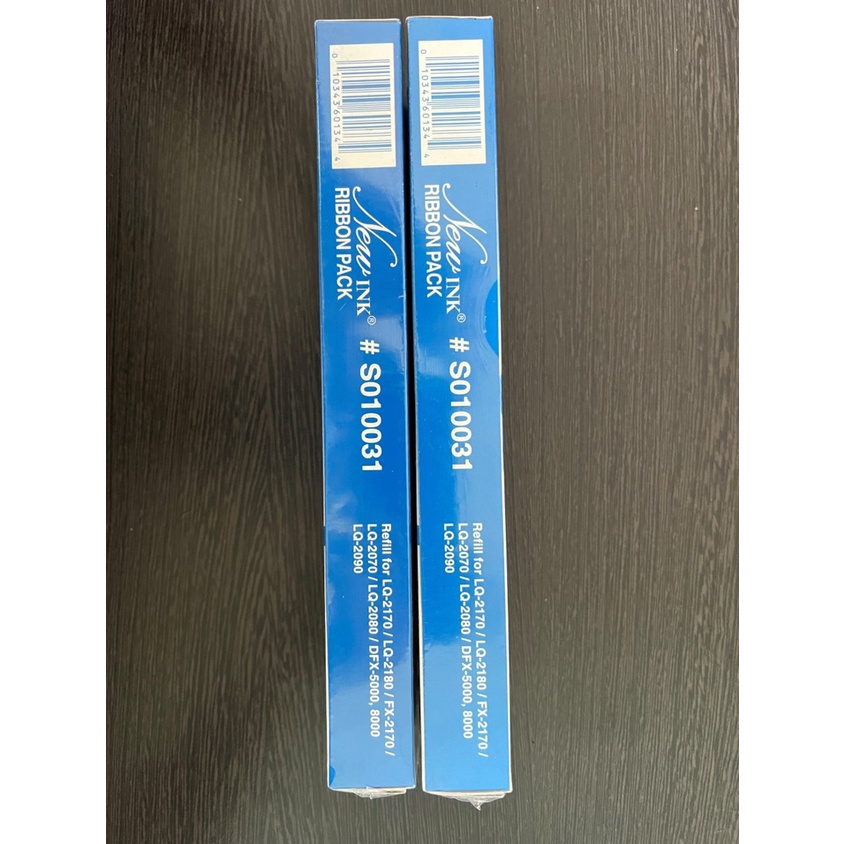 0 10343 60134 4
New INK®
RIBBON PACK
# S010031
Refill for LQ-2170 / LQ-2180 / FX-2170 /
LQ-2070 / LQ-2080 / DFX-5000, 8000
LQ-2090
0 10343 60134 4
New INK®
RIBBON PACK
# S010031
Refill for LQ-2170 / LQ-2180 / FX-2170 /
LQ-2070 / LQ-2080 / DFX-5000, 8000
LQ-2090